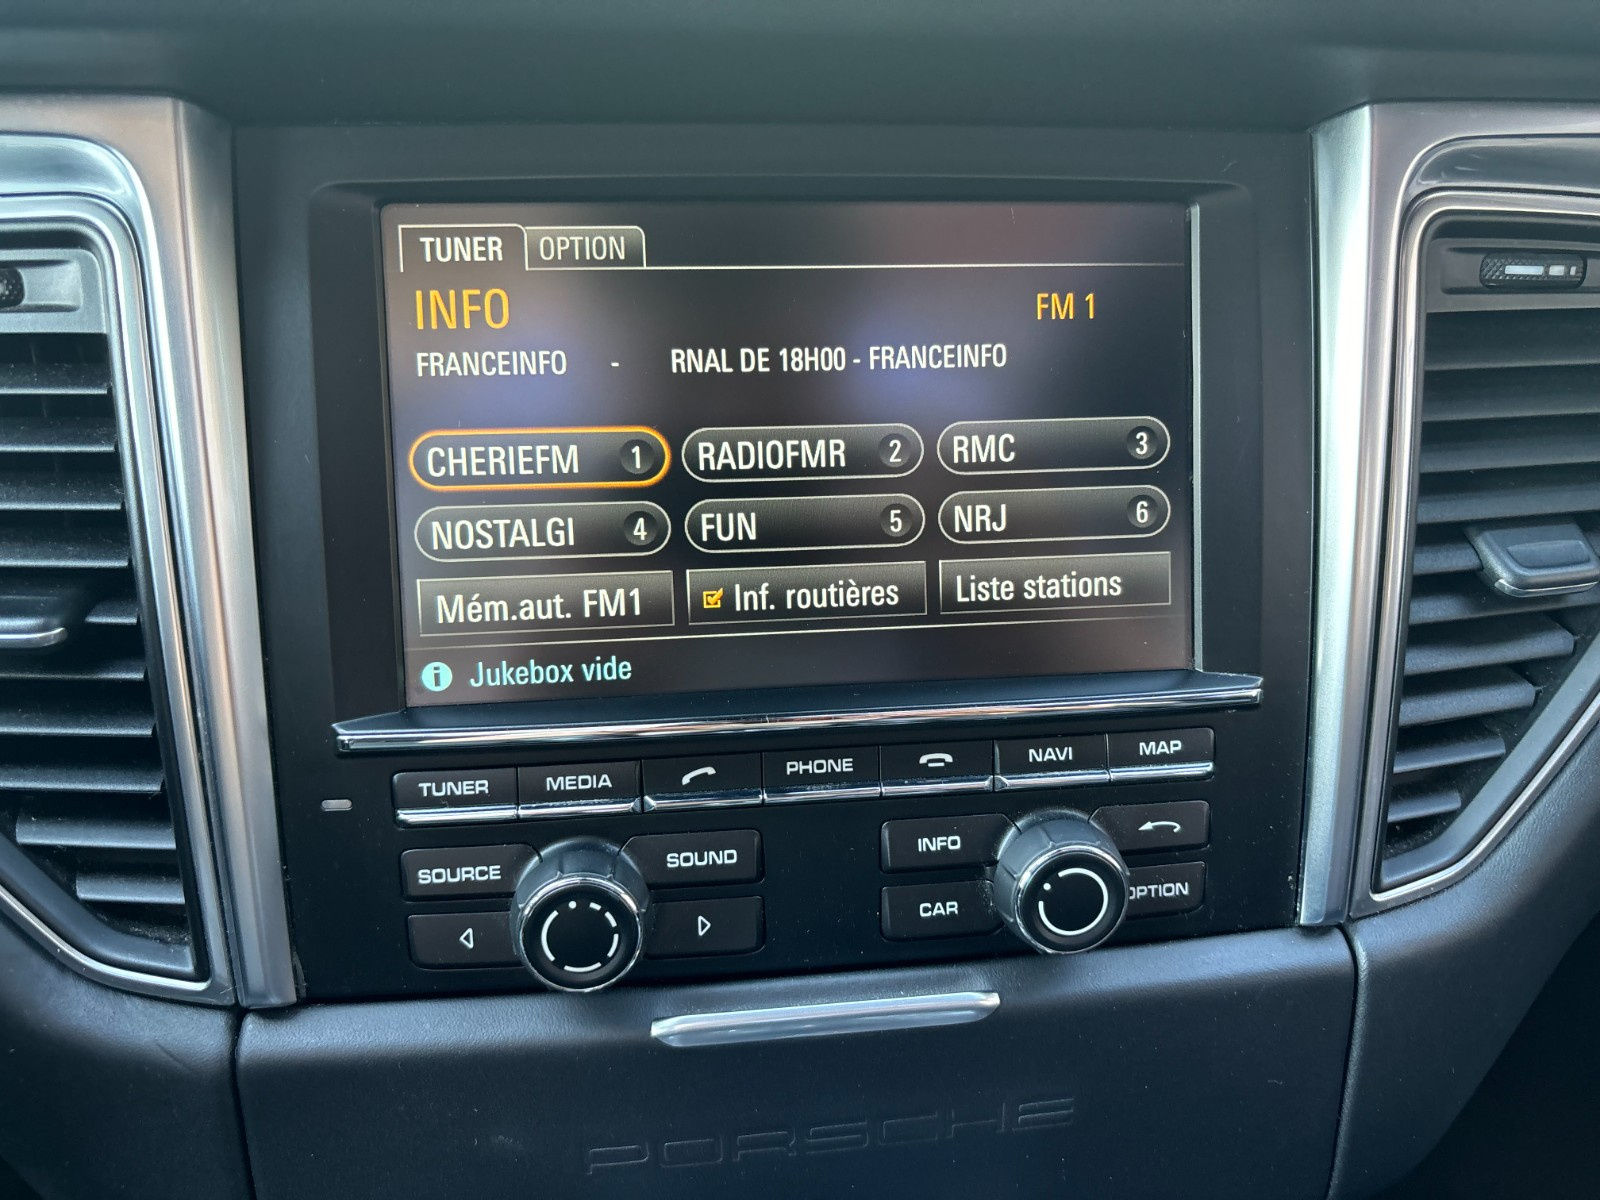 TUNER OPTION
INFO FM 1
FRANCEINFO - RNAL DE 18H00 - FRANCEINFO
CHERIEFM 1 RADIOFMR 2 RMC 3
NOSTALGI 4 FUN 5 NRJ 6
Mém.aut. FM1 Inf. routières Liste stations
i Jukebox vide
TUNER MEDIA PHONE NAVI MAP
SOURCE SOUND INFO
CAR OPTION
PORSCHE